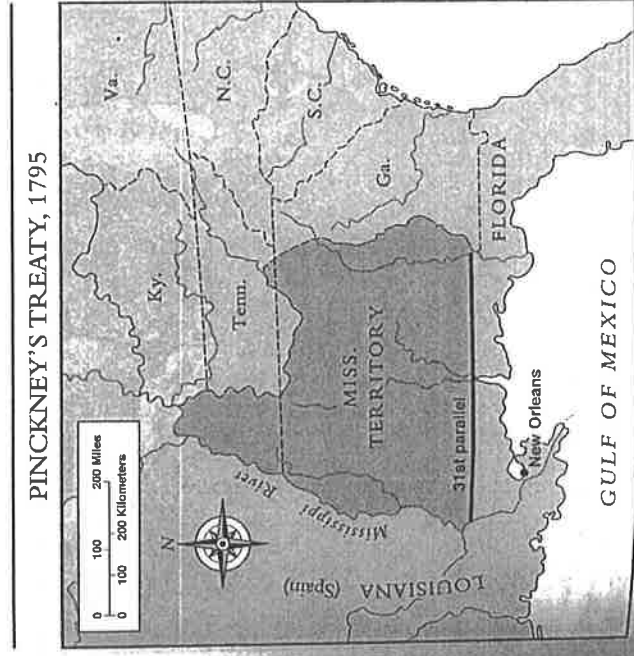 PINCKNEY'S TREATY, 1795
0 100 200 Miles
0 100 200 Kilometers
N
Va.
Ky.
N.C.
Tenn.
S.C.
Mississippi
River
MISS.
TERRITORY
Ga.
LOUISIANA
(Spain)
31st parallel
FLORIDA
New Orleans
GULF OF MEXICO